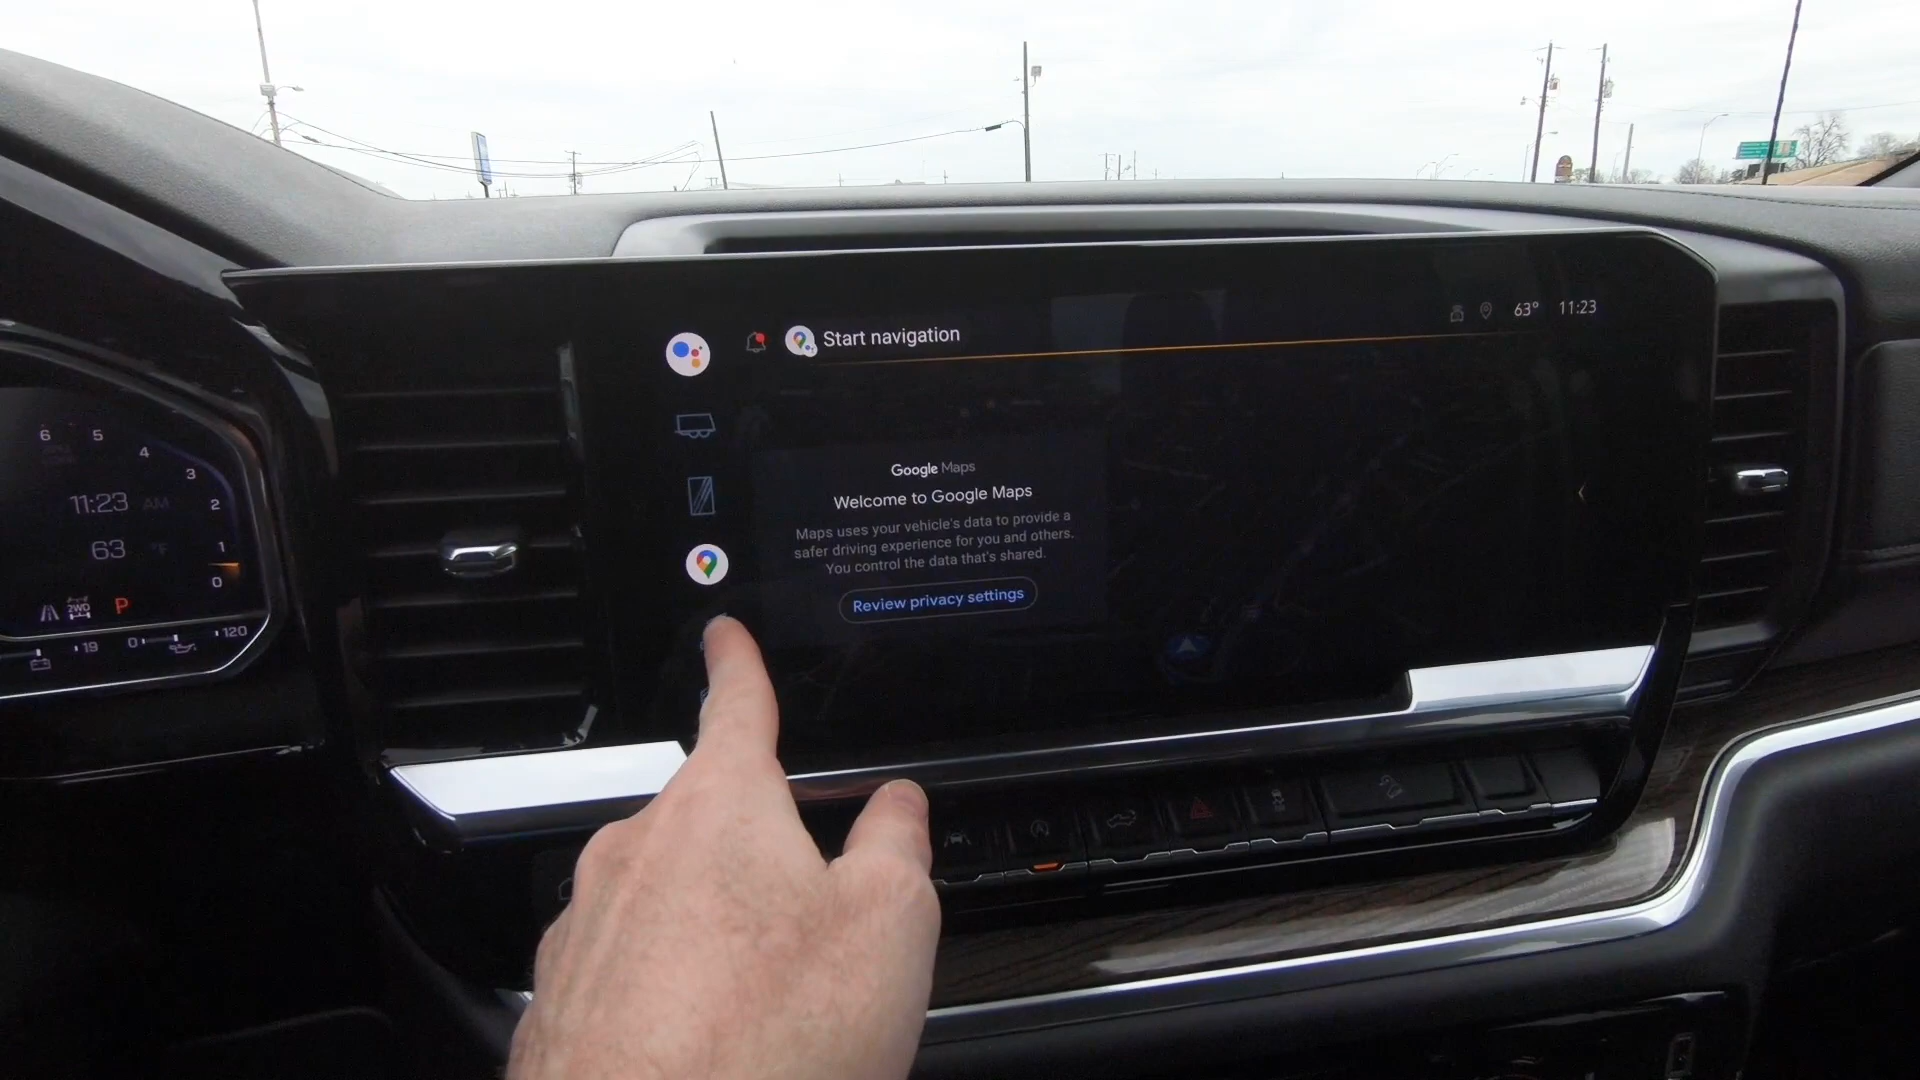 Start navigation
63° 11:23
Google Maps
Welcome to Google Maps
Maps uses your vehicle's data to provide a
safer driving experience for you and others.
You control the data that's shared.
Review privacy settings
6 5 4 3 2 1 0
11:23 AM
63 °F
2WD P
19 0 120